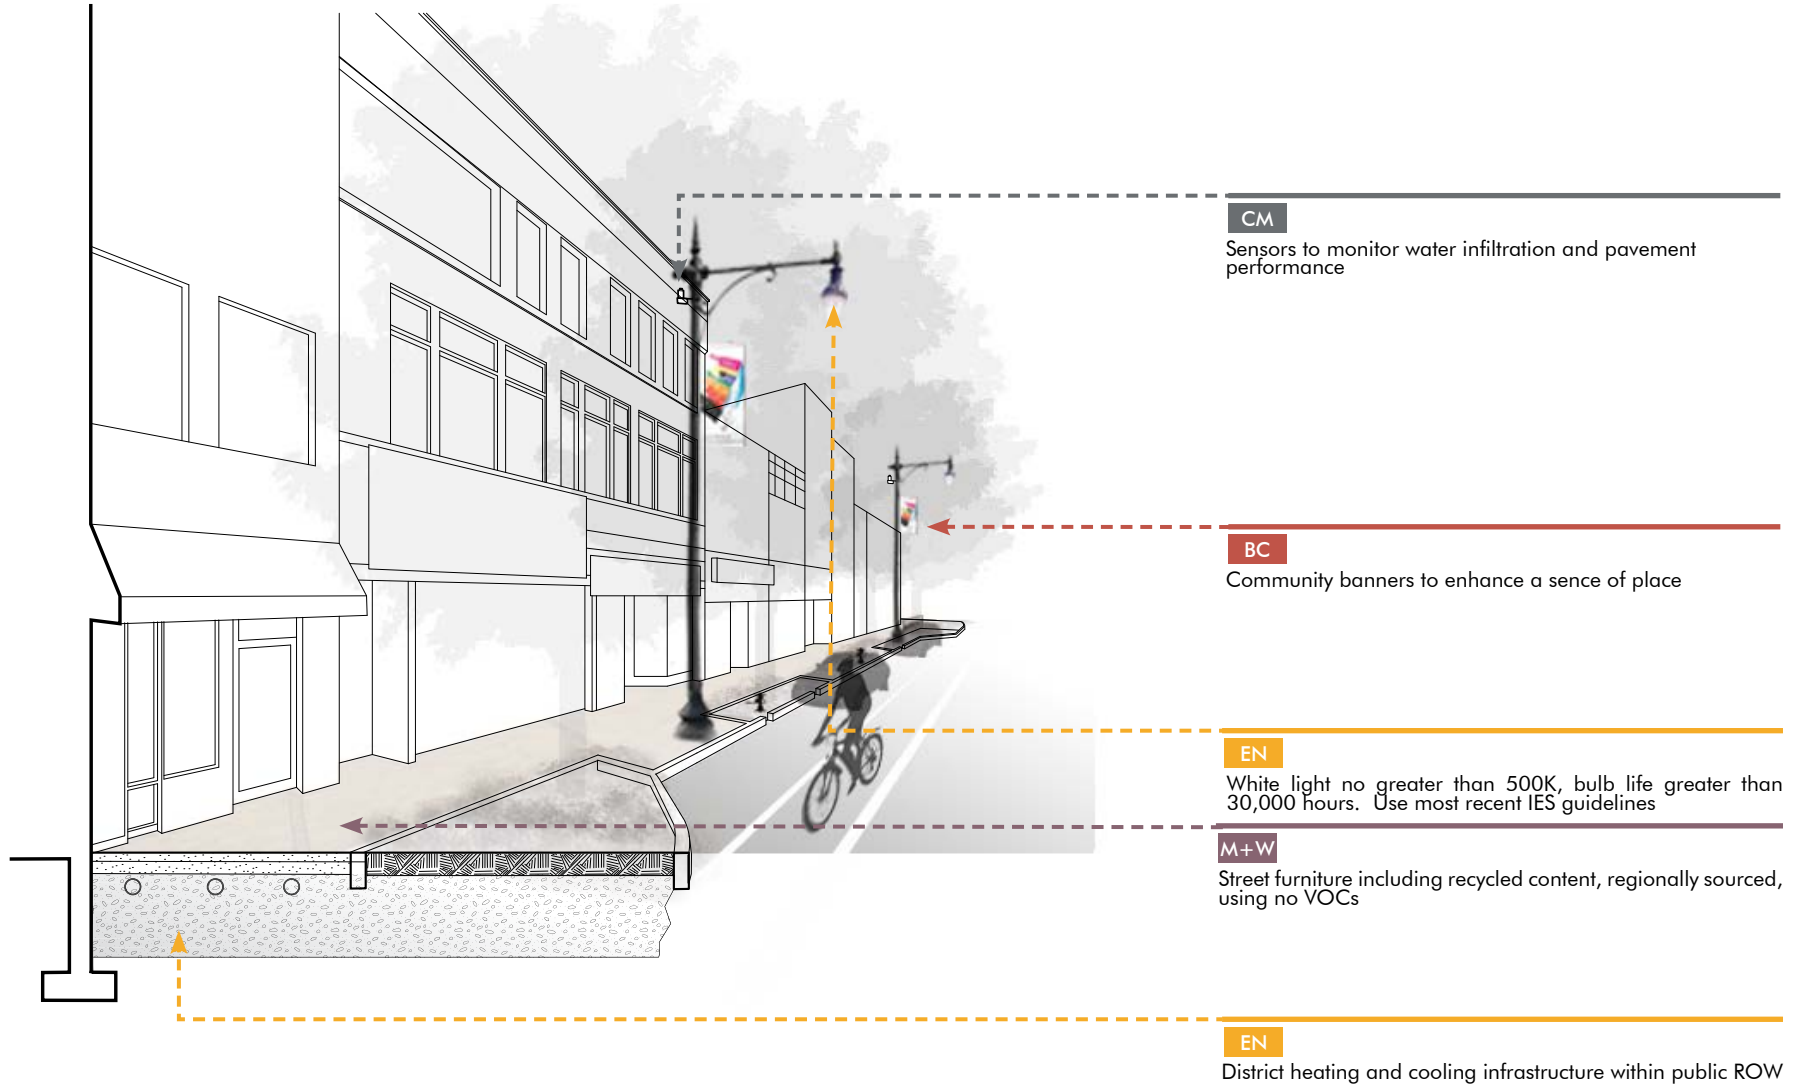 CM
Sensors to monitor water infiltration and pavement
performance
BC
Community banners to enhance a sence of place
EN
White light no greater than 500K, bulb life greater than
30,000 hours. Use most recent IES guidelines
M+W
Street furniture including recycled content, regionally sourced,
using no VOCs
EN
District heating and cooling infrastructure within public ROW